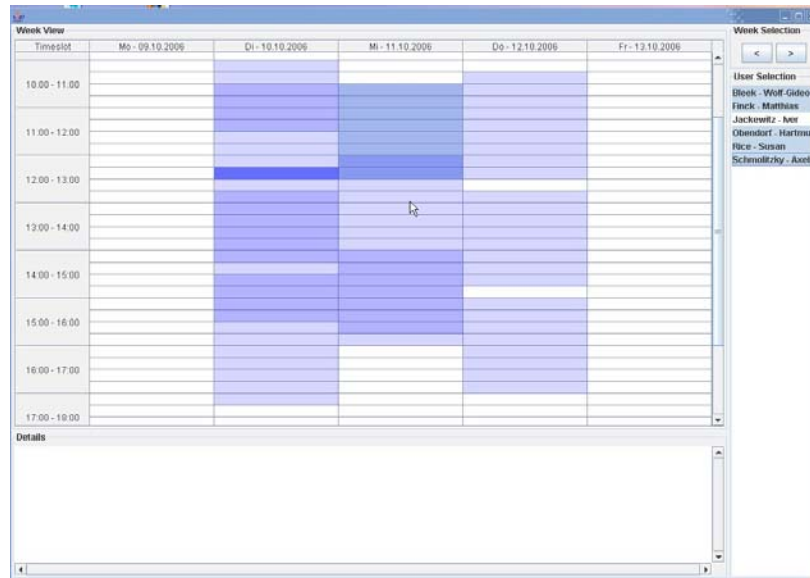 Week View
Week Selection
Timeslot
Mo - 09.10.2006
Di - 10.10.2006
Mi - 11.10.2006
Do - 12.10.2006
Fr - 13.10.2006
<
>
User Selection
10:00 - 11:00
Bleek - Wolf-Gideo
Finck - Matthias
11:00 - 12:00
Jackewitz - Iver
Obendorf - Hartmu
Rice - Susan
Schmolitzky - Axel
12:00 - 13:00
13:00 - 14:00
14:00 - 15:00
15:00 - 16:00
16:00 - 17:00
17:00 - 18:00
Details